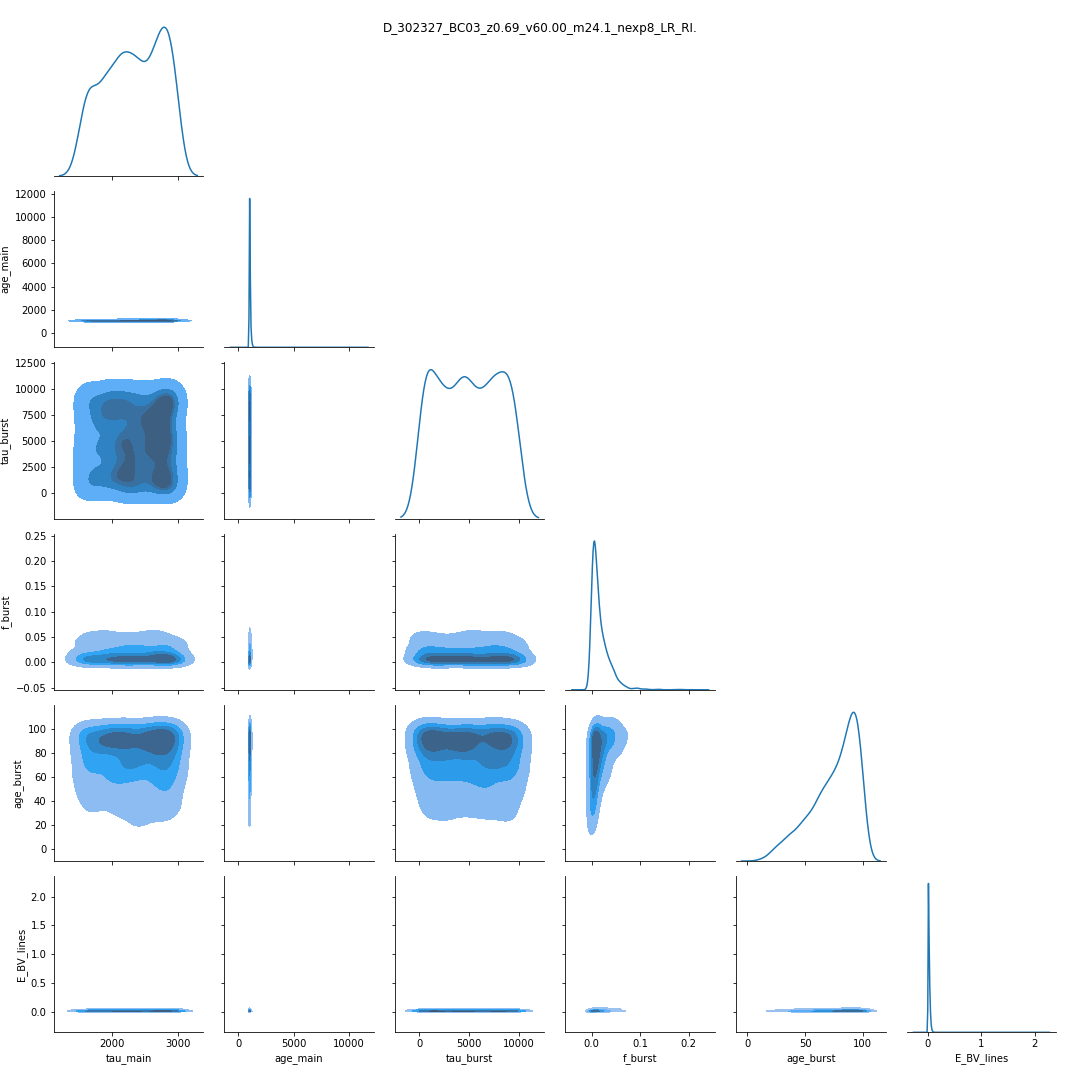 D_302327_BC03_z0.69_v60.00_m24.1_nexp8_LR_RI.
12000
10000
8000
6000
4000
2000
0
age_main
12500
10000
7500
5000
2500
0
tau_burst
0.25
0.20
0.15
0.10
0.05
0.00
−0.05
f_burst
100
80
60
40
20
0
age_burst
2.0
1.5
1.0
0.5
0.0
E_BV_lines
2000 3000
0 10000
0 5000 10000
0.0 0.1 0.2
0 50 100
0 1 2
tau_main
age_main
tau_burst
f_burst
age_burst
E_BV_lines